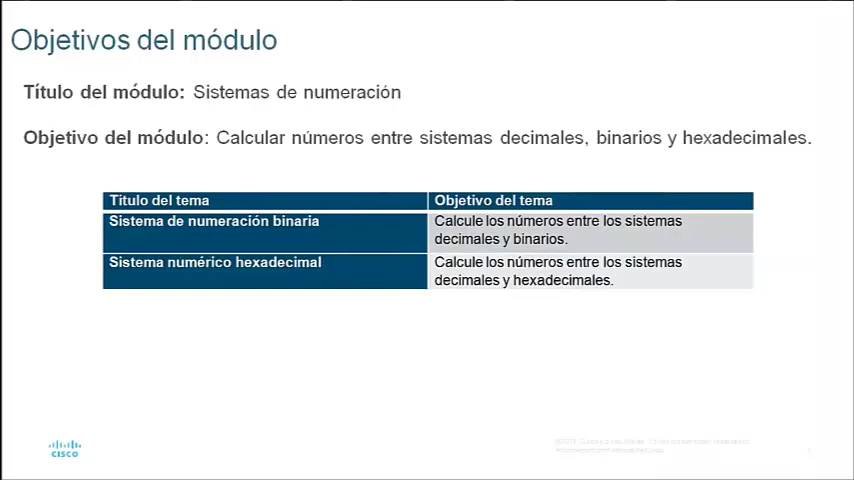 Objetivos del módulo
Título del módulo: Sistemas de numeración
Objetivo del módulo: Calcular números entre sistemas decimales, binarios y hexadecimales.
Título del tema
Objetivo del tema
Sistema de numeración binaria
Calcule los números entre los sistemas
decimales y binarios.
Sistema numérico hexadecimal
Calcule los números entre los sistemas
decimales y hexadecimales.
CISCO